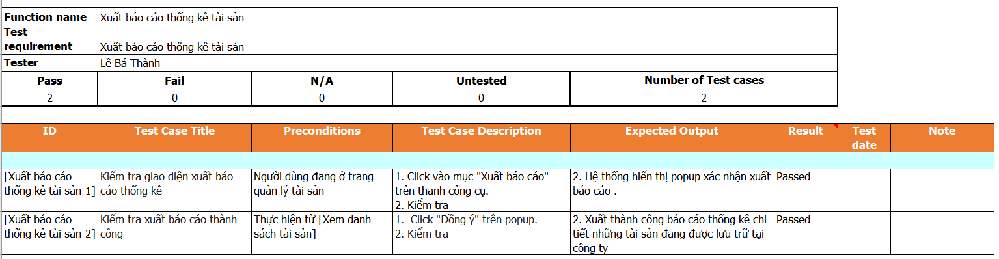 Function name Xuất báo cáo thống kê tài sản
Test
requirement Xuất báo cáo thống kê tài sản
Tester Lê Bá Thành
Pass Fail N/A Untested Number of Test cases
2 0 0 0 2
ID Test Case Title Preconditions Test Case Description Expected Output Result Test date Note
[Xuất báo cáo
thống kê tài sản-1]
Kiểm tra giao diện xuất báo
cáo thống kê
Người dùng đang ở trang
quản lý tài sản
1. Click vào mục "Xuất báo cáo"
trên thanh công cụ.
2. Kiểm tra
2. Hệ thống hiển thị popup xác nhận xuất
báo cáo .
Passed
[Xuất báo cáo
thống kê tài sản-2]
Kiểm tra xuất báo cáo thành
công
Thực hiện từ [Xem danh
sách tài sản]
1.  Click "Đồng ý" trên popup.
2. Kiểm tra
2. Xuất thành công báo cáo thống kê chi
tiết những tài sản đang được lưu trữ tại
công ty
Passed